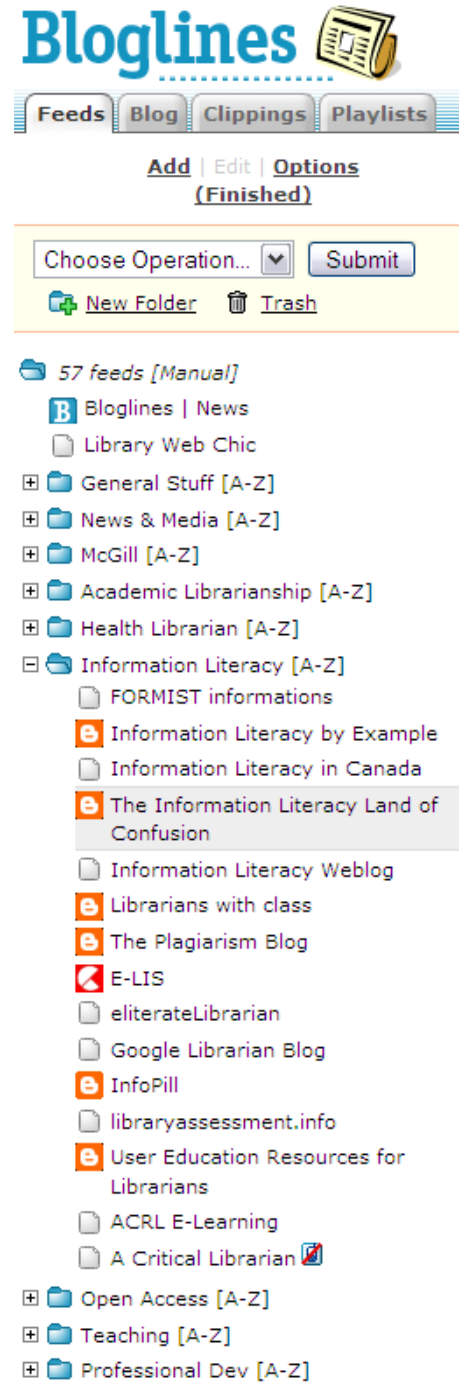 Bloglines
Feeds Blog Clippings Playlists
Add | Edit | Options
(Finished)
Choose Operation... Submit
New Folder Trash
57 feeds [Manual]
B Bloglines | News
Library Web Chic
General Stuff [A-Z]
News & Media [A-Z]
McGill [A-Z]
Academic Librarianship [A-Z]
Health Librarian [A-Z]
Information Literacy [A-Z]
FORMIST informations
Information Literacy by Example
Information Literacy in Canada
The Information Literacy Land of
Confusion
Information Literacy Weblog
Librarians with class
The Plagiarism Blog
E-LIS
eliterateLibrarian
Google Librarian Blog
InfoPill
libraryassessment.info
User Education Resources for
Librarians
ACRL E-Learning
A Critical Librarian
Open Access [A-Z]
Teaching [A-Z]
Professional Dev [A-Z]